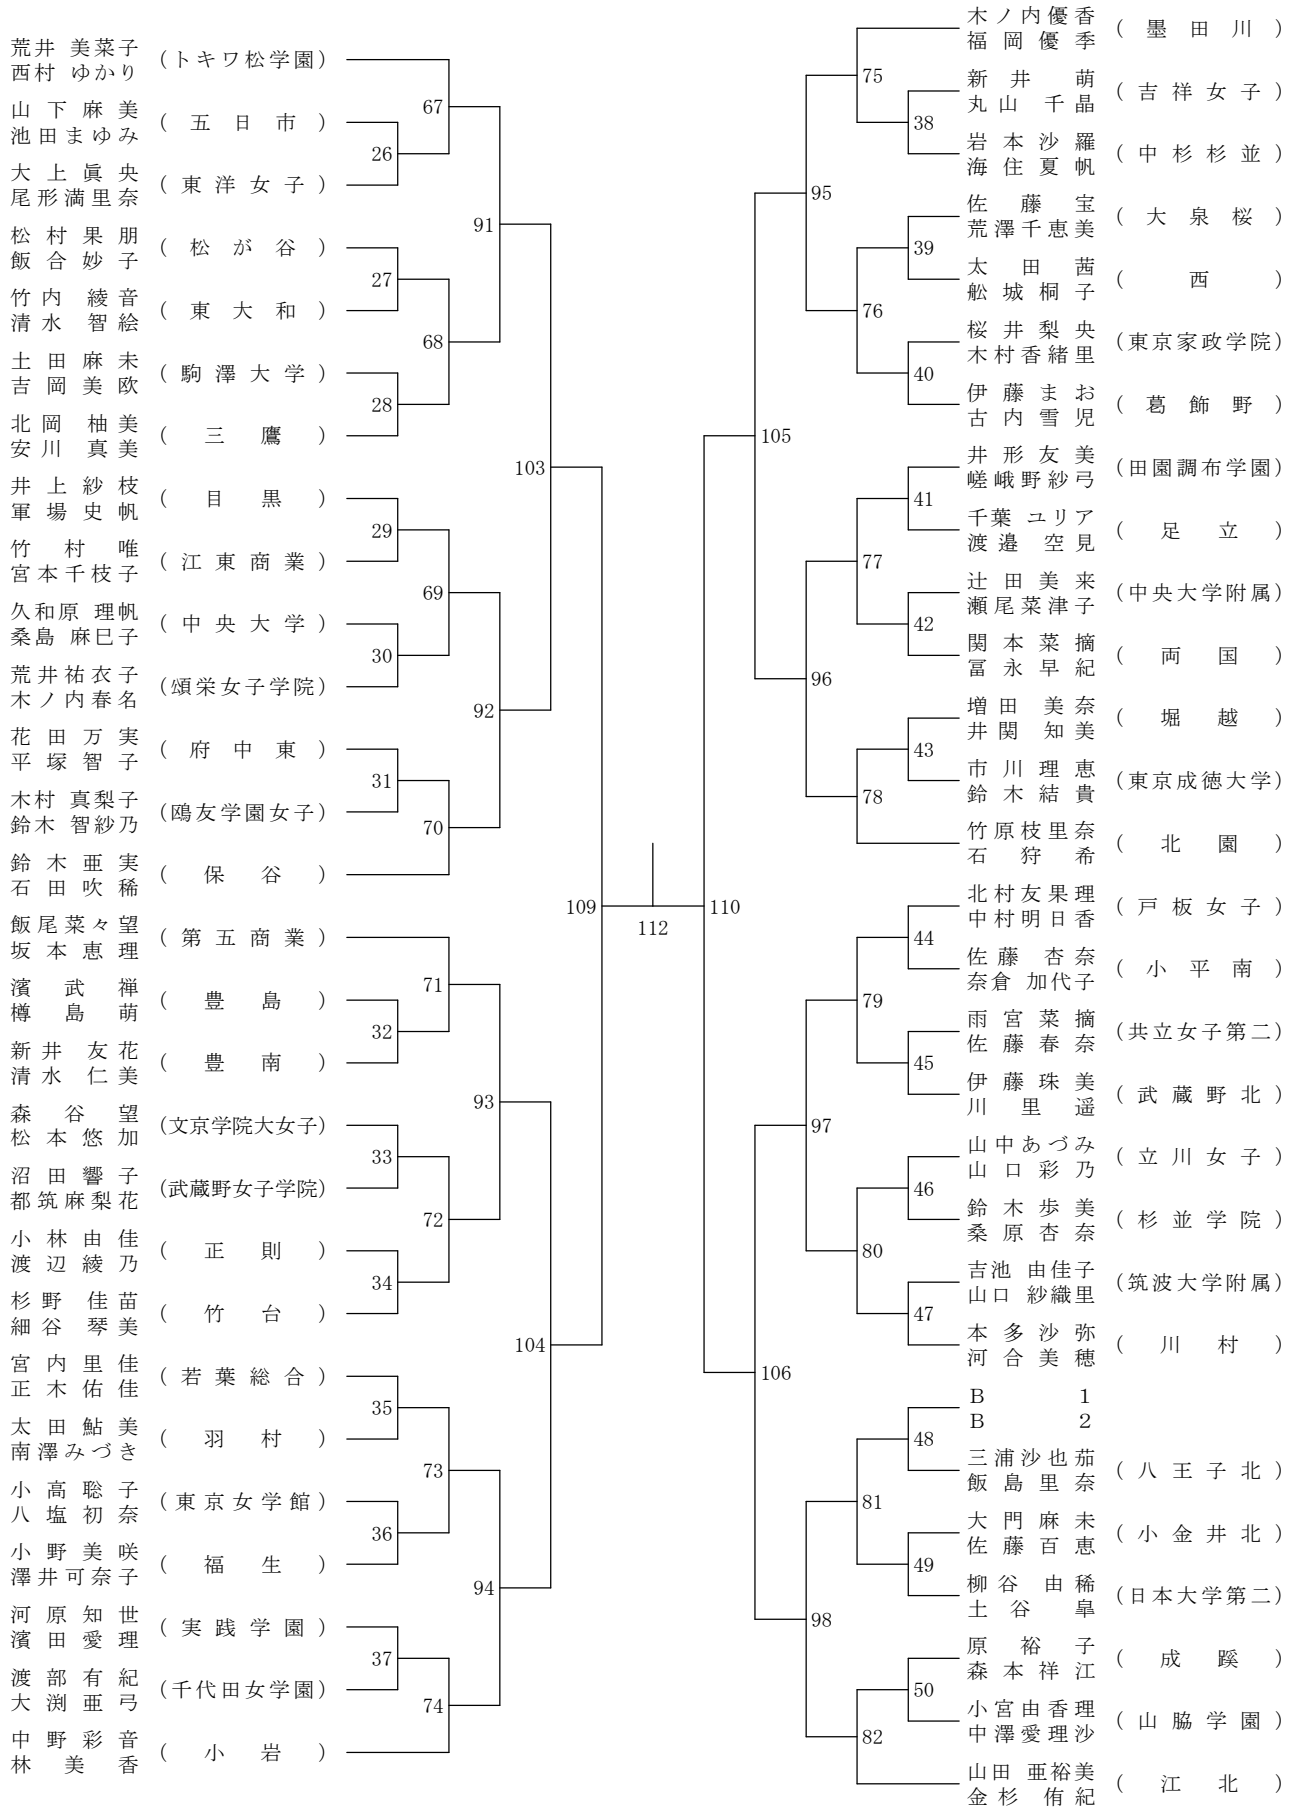 荒井 美菜子
西村 ゆかり
(トキワ松学園)
山下麻美
池田まゆみ
(五日市)
大上眞央
尾形満里奈
(東洋女子)
松村果朋
飯合妙子
(松が谷)
竹内 綾音
清水 智絵
(東大和)
土田麻未
吉岡美欧
(駒澤大学)
北岡 柚美
安川 真美
(三鷹)
井上紗枝
軍場史帆
(目黒)
竹村唯
宮本千枝子
(江東商業)
久和原 理帆
桑島 麻巳子
(中央大学)
荒井祐衣子
木ノ内春名
(頌栄女子学院)
花田万実
平塚智子
(府中東)
木村 真梨子
鈴木 智紗乃
(鴎友学園女子)
鈴木亜実
石田吹稀
(保谷)
飯尾菜々望
坂本恵理
(第五商業)
濱武禅
樽島萌
(豊島)
新井 友花
清水 仁美
(豊南)
森谷望
松本悠加
(文京学院大女子)
沼田響子
都筑麻梨花
(武蔵野女子学院)
小林由佳
渡辺綾乃
(正則)
杉野 佳苗
細谷 琴美
(竹台)
宮内里佳
正木佑佳
(若葉総合)
太田鮎美
南澤みづき
(羽村)
小高聡子
八塩初奈
(東京女学館)
小野美咲
澤井可奈子
(福生)
河原知世
濱田愛理
(実践学園)
渡部有紀
大渕亜弓
(千代田女学園)
中野彩音
林美香
(小岩)
67
26
91
27
68
28
103
29
69
30
92
31
70
109
71
32
93
33
72
34
104
35
73
36
94
37
74
112
110
75
38
95
39
76
40
105
41
77
42
96
43
78
44
79
45
97
46
80
47
106
48
81
49
98
50
82
木ノ内優香
福岡優季
(墨田川)
新井萌
丸山千晶
(吉祥女子)
岩本沙羅
海住夏帆
(中杉杉並)
佐藤宝
荒澤千恵美
(大泉桜)
太田茜
舩城桐子
(西)
桜井梨央
木村香緒里
(東京家政学院)
伊藤まお
古内雪児
(葛飾野)
井形友美
嵯峨野紗弓
(田園調布学園)
千葉 ユリア
渡邉 空見
(足立)
辻田美来
瀬尾菜津子
(中央大学附属)
関本菜摘
冨永早紀
(両国)
増田 美奈
井関 知美
(堀越)
市川理恵
鈴木結貴
(東京成徳大学)
竹原枝里奈
石狩希
(北園)
北村友果理
中村明日香
(戸板女子)
佐藤 杏奈
奈倉 加代子
(小平南)
雨宮菜摘
佐藤春奈
(共立女子第二)
伊藤珠美
川里遥
(武蔵野北)
山中あづみ
山口彩乃
(立川女子)
鈴木歩美
桑原杏奈
(杉並学院)
吉池 由佳子
山口 紗織里
(筑波大学附属)
本多沙弥
河合美穂
(川村)
B 1
B 2
三浦沙也茄
飯島里奈
(八王子北)
大門麻未
佐藤百恵
(小金井北)
柳谷 由稀
土谷 皐
(日本大学第二)
原裕子
森本祥江
(成蹊)
小宮由香理
中澤愛理沙
(山脇学園)
山田 亜裕美
金杉 侑紀
(江北)